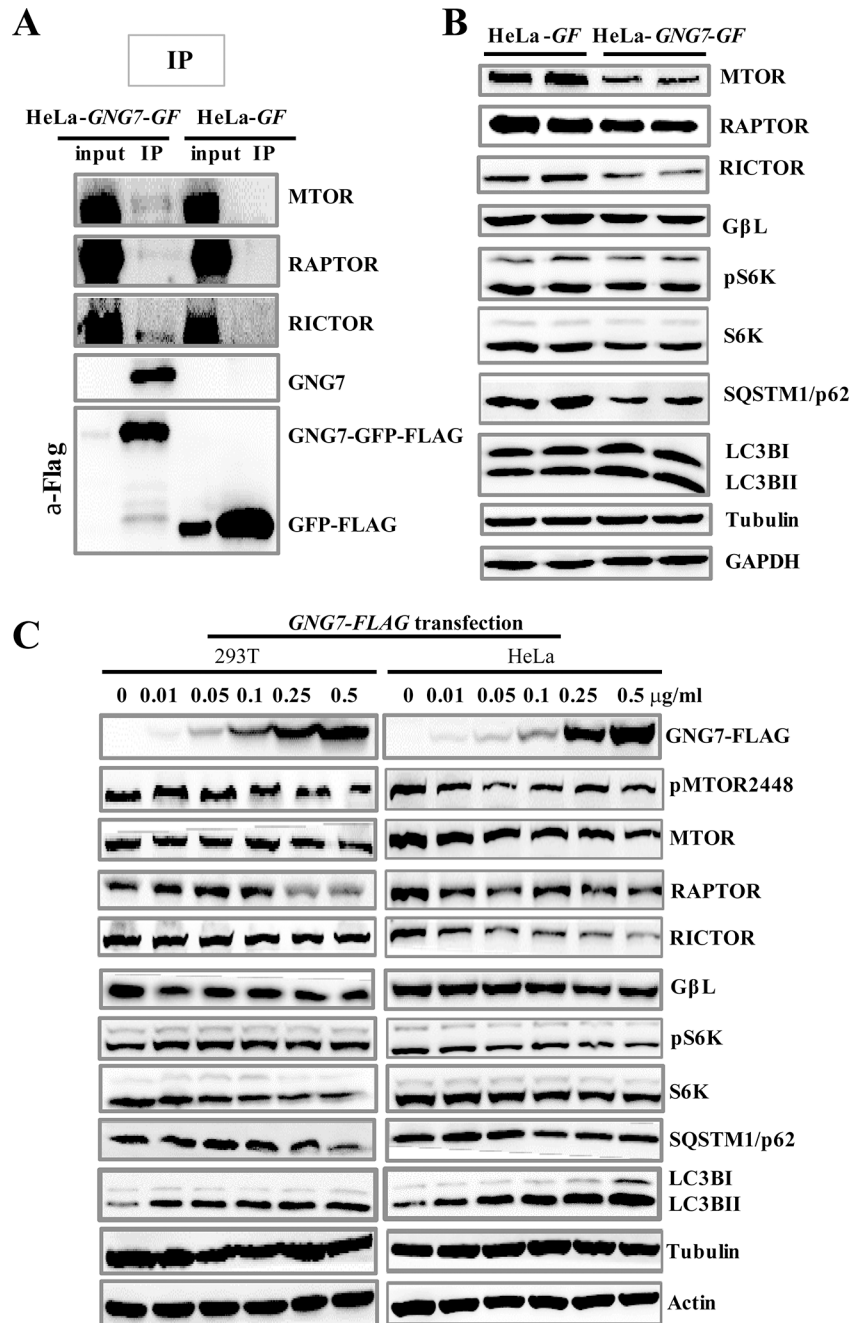 A
IP
HeLa-GNG7-GF HeLa-GF
input IP input IP
MTOR
RAPTOR
RICTOR
GNG7
GNG7-GFP-FLAG
GFP-FLAG
a-Flag
B
HeLa-GF HeLa-GNG7-GF
MTOR
RAPTOR
RICTOR
GβL
pS6K
S6K
SQSTM1/p62
LC3BI
LC3BII
Tubulin
GAPDH
C
GNG7-FLAG transfection
293T HeLa
0 0.01 0.05 0.1 0.25 0.5 0 0.01 0.05 0.1 0.25 0.5 μg/ml
GNG7-FLAG
pMTOR2448
MTOR
RAPTOR
RICTOR
GβL
pS6K
S6K
SQSTM1/p62
LC3BI
LC3BII
Tubulin
Actin